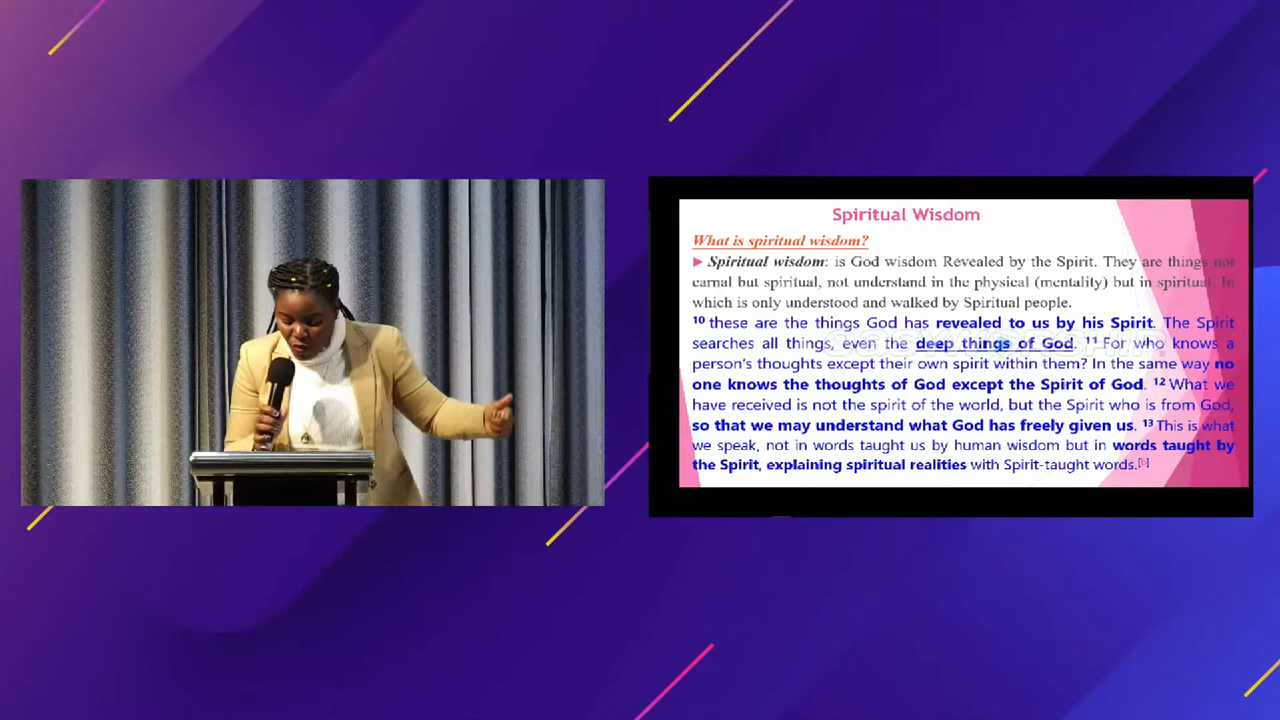 Spiritual Wisdom
What is spiritual wisdom?
► Spiritual wisdom: is God wisdom Revealed by the Spirit. They are things not
carnal but spiritual, not understand in the physical (mentality) but in spiritual. In
which is only understood and walked by Spiritual people.
10 these are the things God has revealed to us by his Spirit. The Spirit
searches all things, even the deep things of God. 11 For who knows a
person's thoughts except their own spirit within them? In the same way no
one knows the thoughts of God except the Spirit of God. 12 What we
have received is not the spirit of the world, but the Spirit who is from God,
so that we may understand what God has freely given us. 13 This is what
we speak, not in words taught us by human wisdom but in words taught by
the Spirit, explaining spiritual realities with Spirit-taught words.